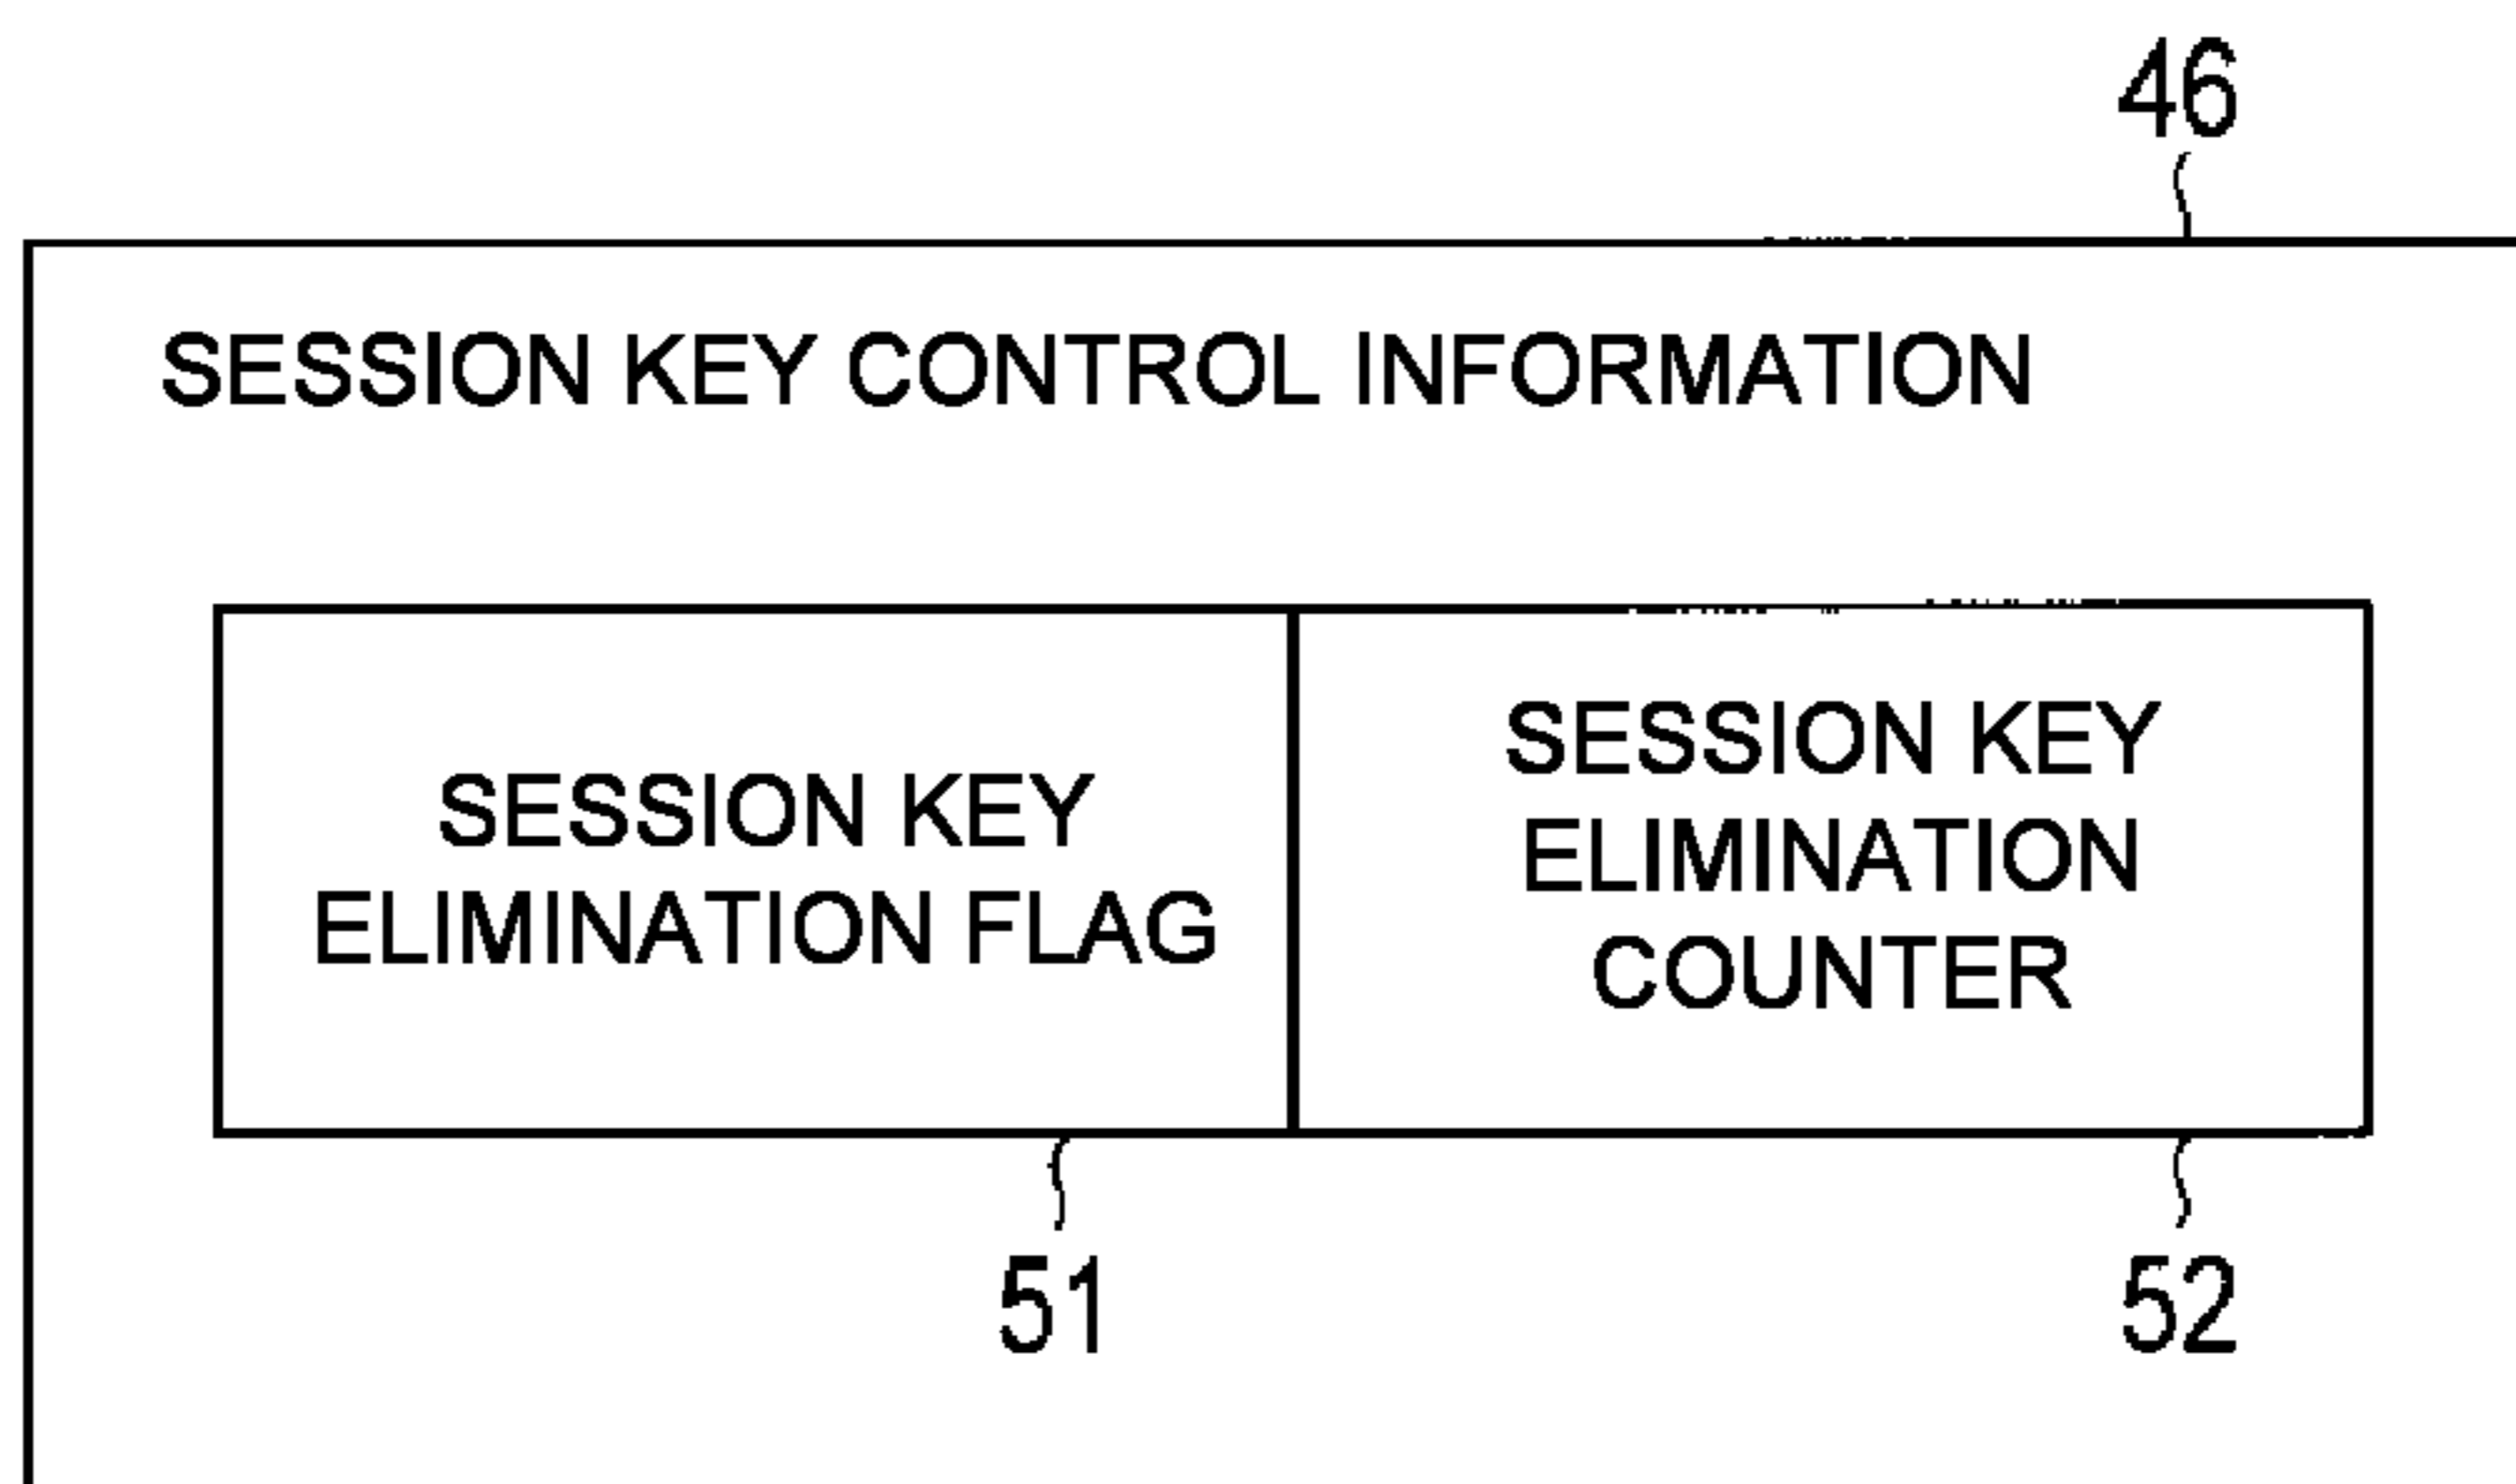 46
SESSION KEY CONTROL INFORMATION
SESSION KEY
ELIMINATION FLAG
SESSION KEY
ELIMINATION
COUNTER
51
52